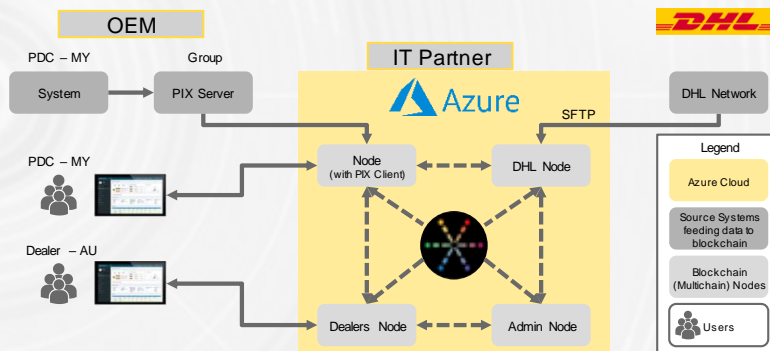 OEM
DHL
PDC – MY
Group
IT Partner
System
PIX Server
Azure
DHL Network
SFTP
Legend
PDC – MY
Node
(with PIX Client)
DHL Node
Azure Cloud
Source Systems
feeding data to
blockchain
Dealer – AU
Blockchain
(Multichain) Nodes
Dealers Node
Admin Node
Users